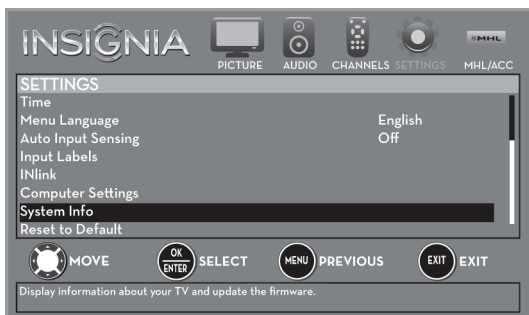 INSIGNIA
PICTURE AUDIO CHANNELS SETTINGS MHL MHL/ACC
SETTINGS
Time
Menu Language English
Auto Input Sensing Off
Input Labels
INlink
Computer Settings
System Info
Reset to Default
MOVE OK ENTER SELECT MENU PREVIOUS EXIT EXIT
Display information about your TV and update the firmware.